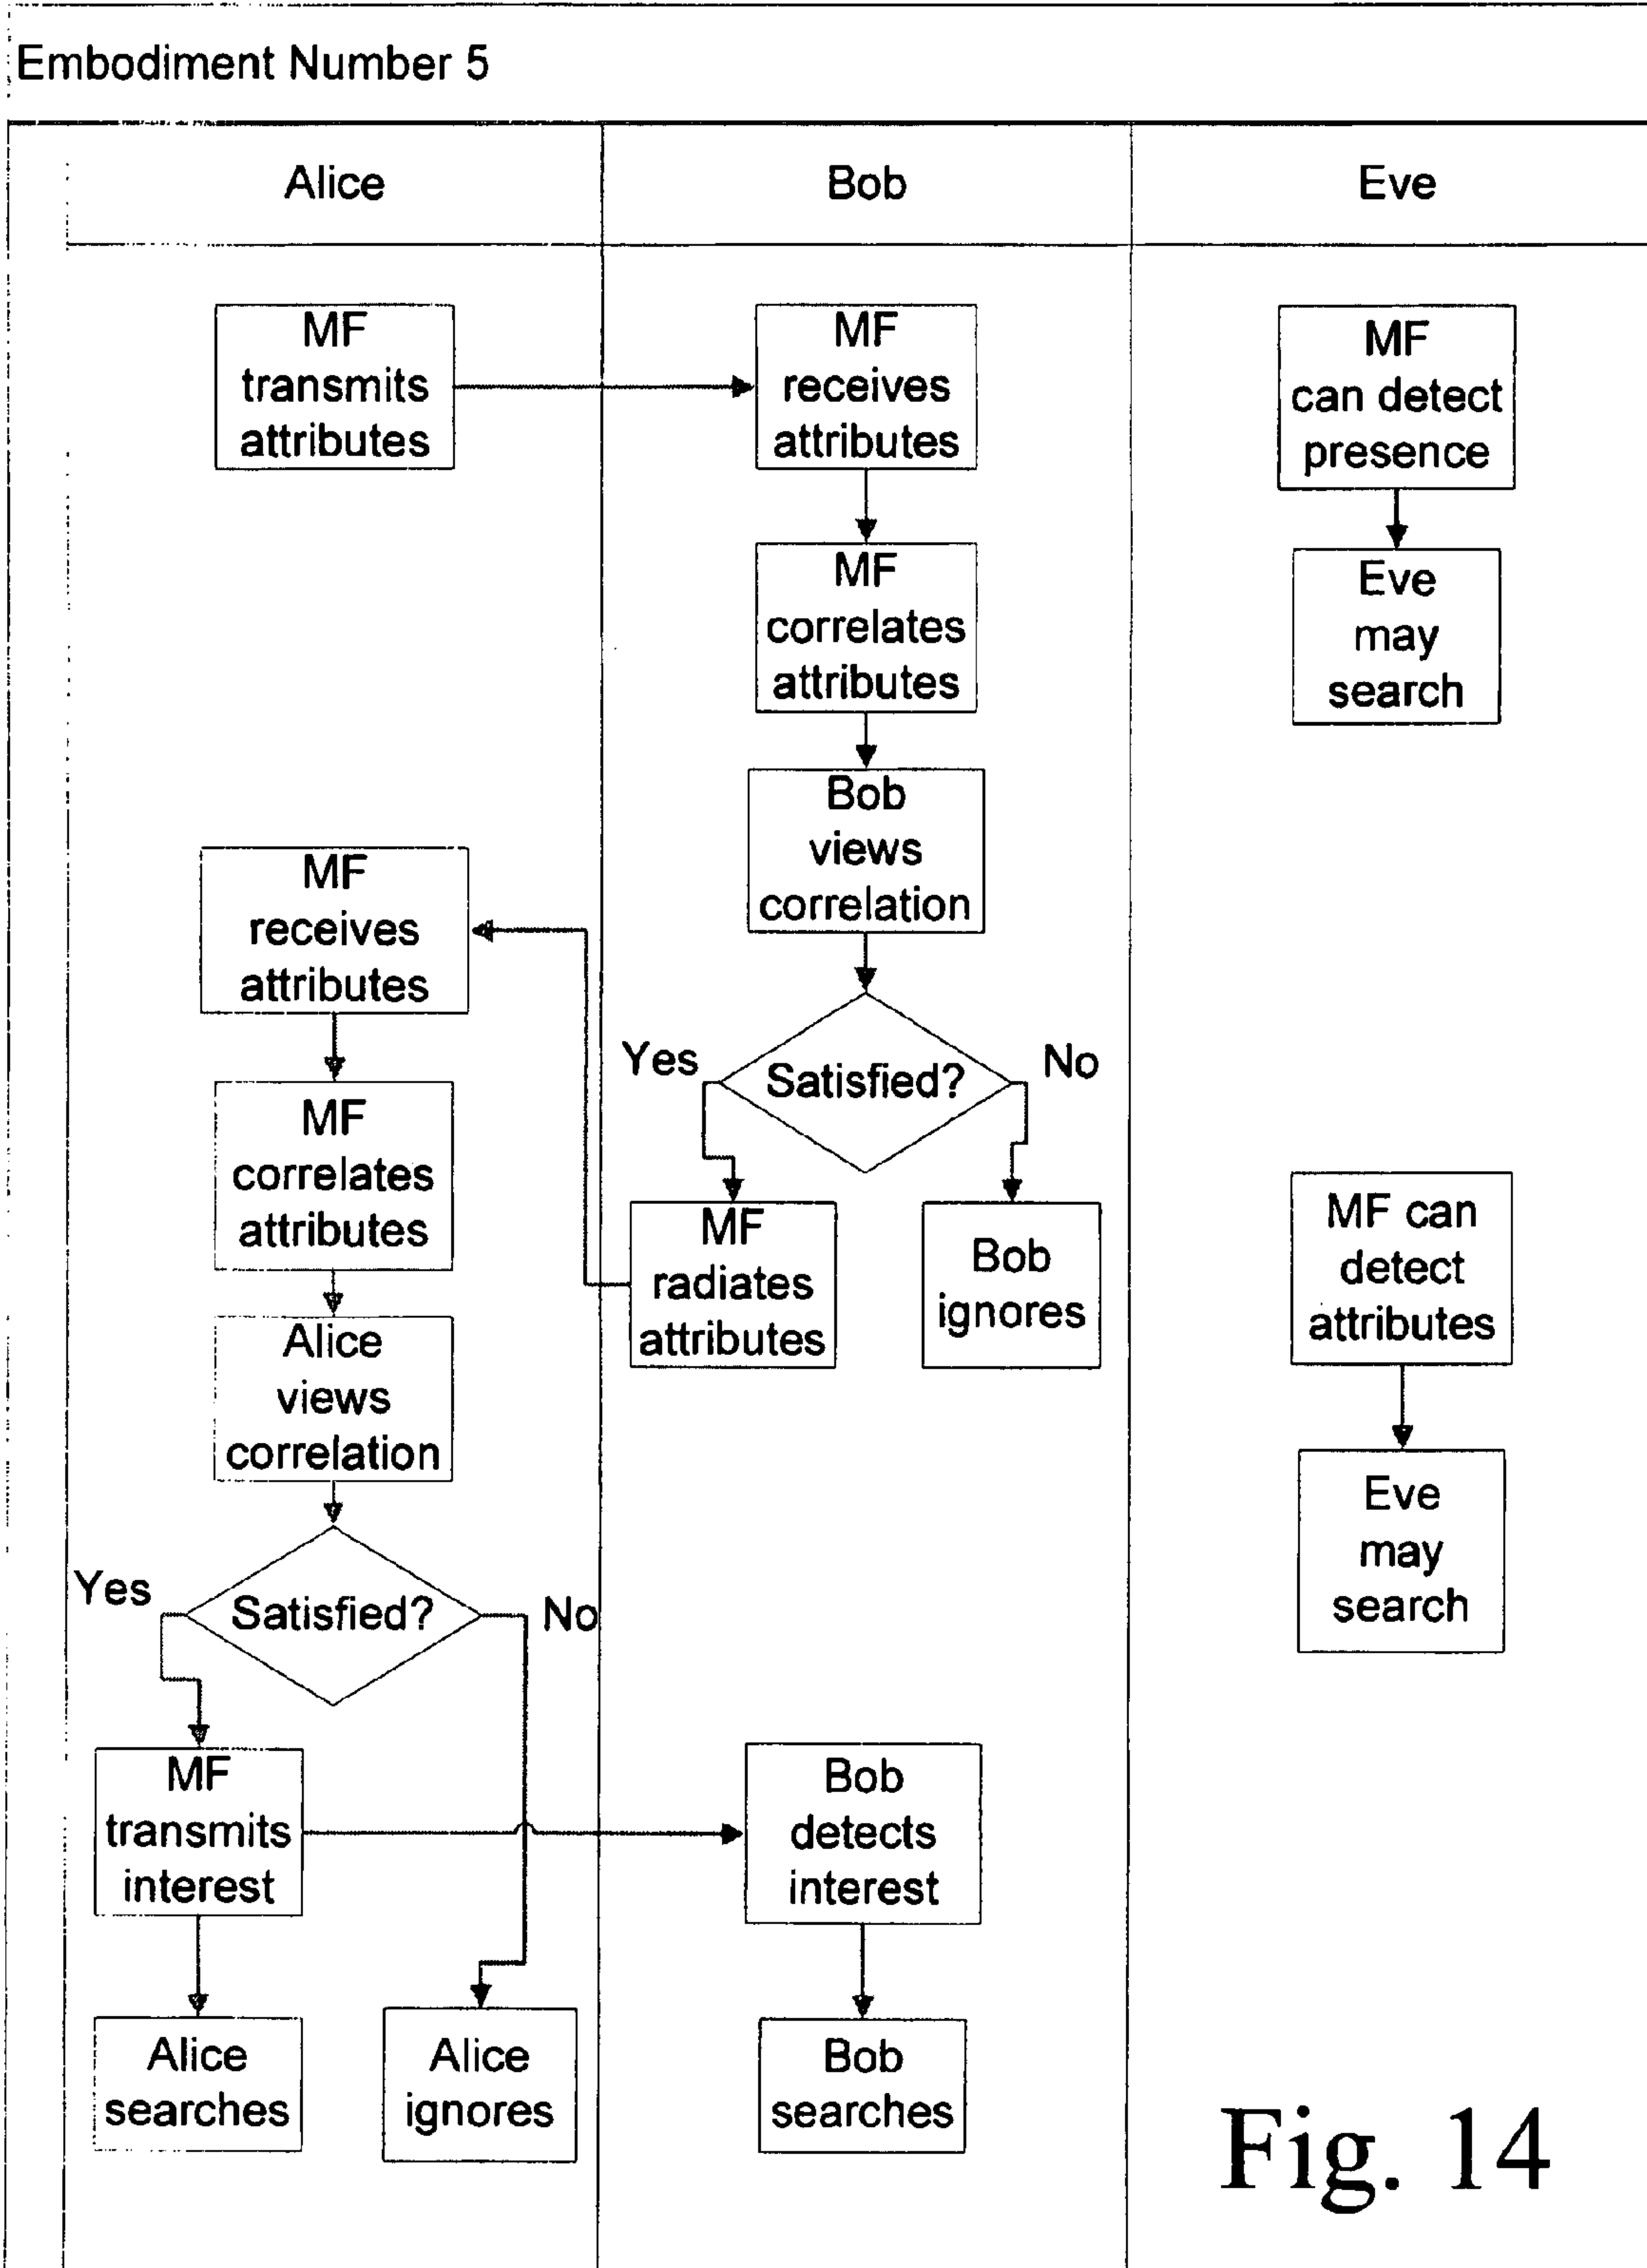 Embodiment Number 5
Alice
Bob
Eve
MF
transmits
attributes
MF
receives
attributes
MF
can detect
presence
MF
correlates
attributes
Eve
may
search
Bob
views
correlation
MF
receives
attributes
Yes
Satisfied?
No
MF
correlates
attributes
MF
radiates
attributes
Bob
ignores
MF can
detect
attributes
Alice
views
correlation
Eve
may
search
Yes
Satisfied?
No
MF
transmits
interest
Bob
detects
interest
Alice
searches
Alice
ignores
Bob
searches
Fig. 14